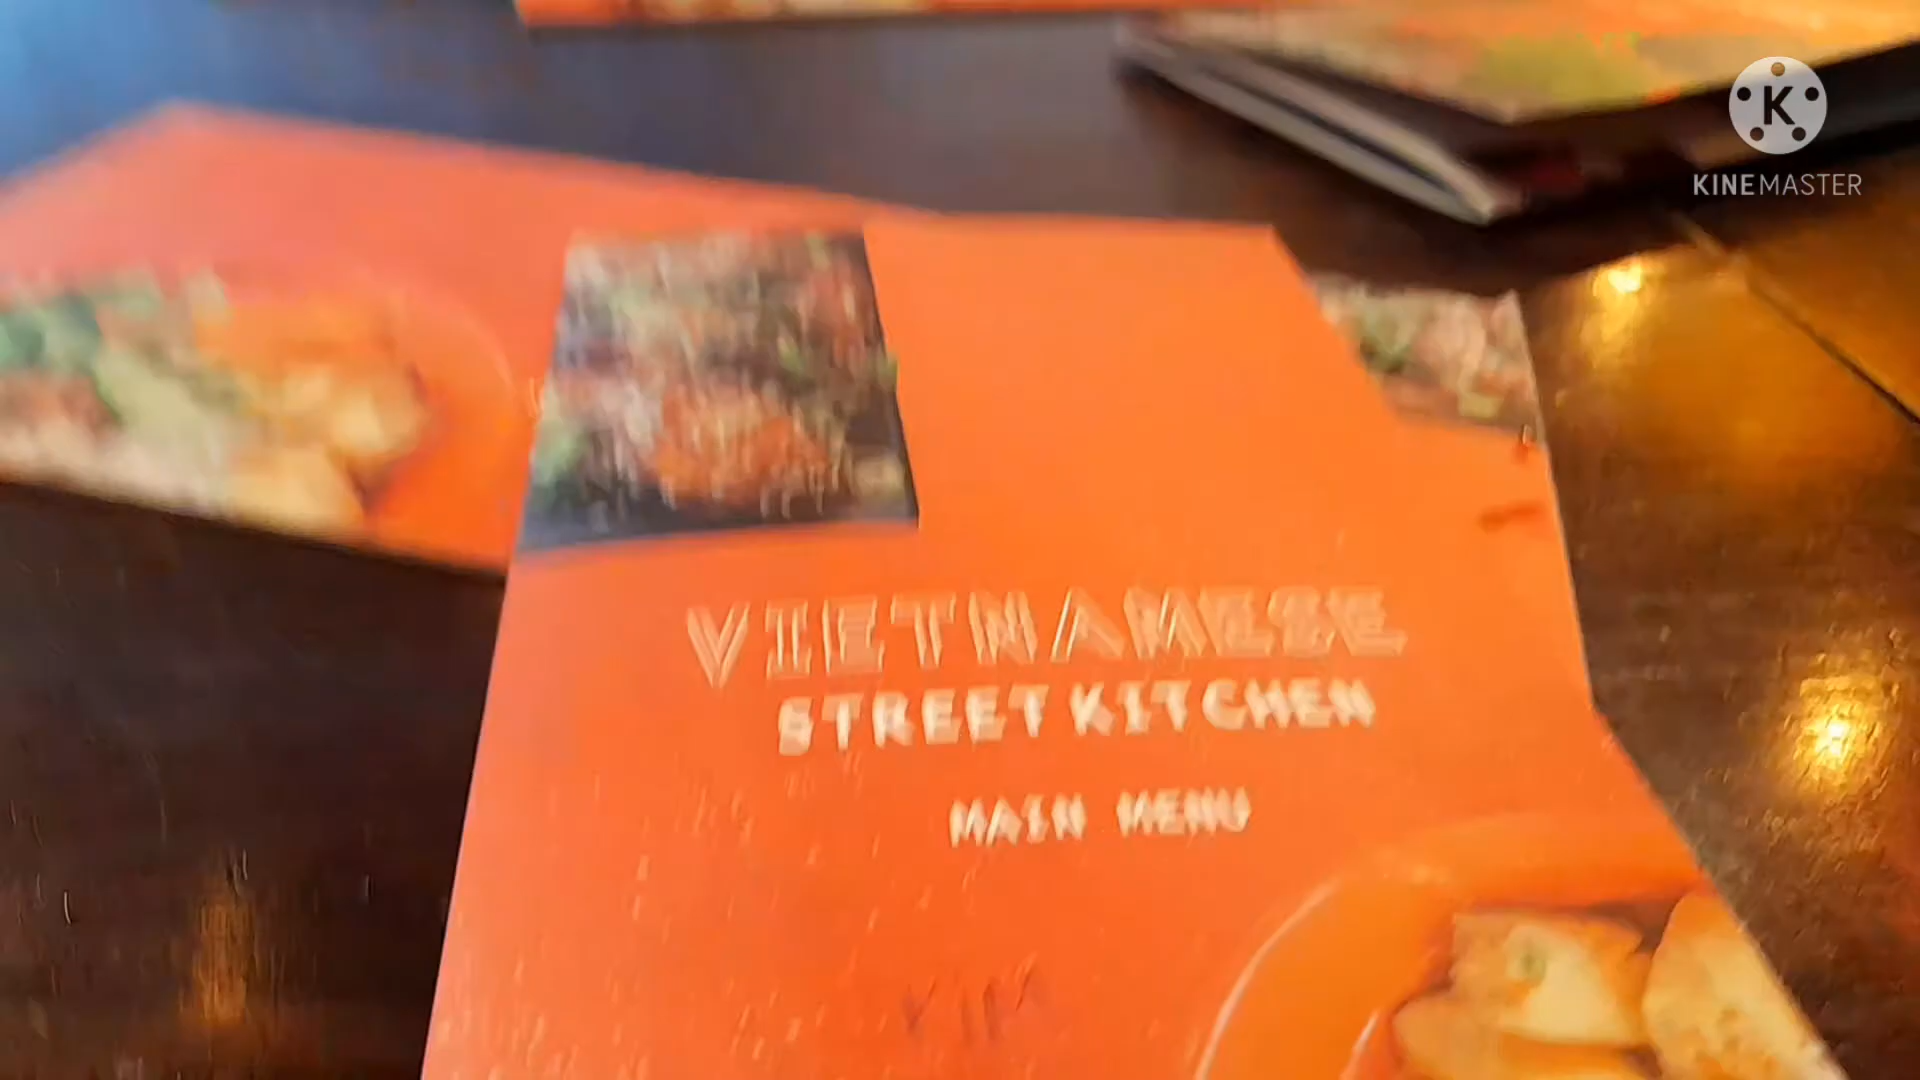 K
KINEMASTER
VIETNAMESE
STREET KITCHEN
MAIN MENU